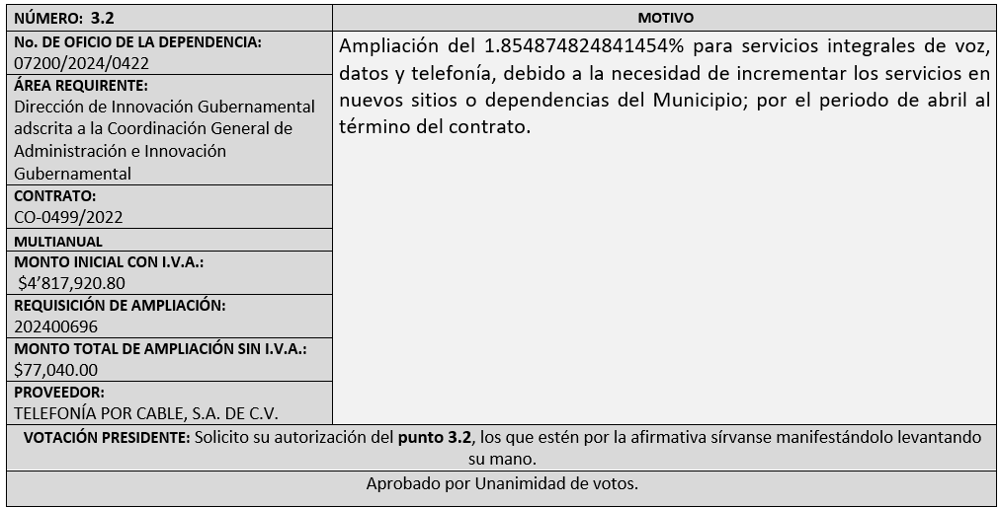 NÚMERO: 3.2
No. DE OFICIO DE LA DEPENDENCIA:
07200/2024/0422
ÁREA REQUIRENTE:
Dirección de Innovación Gubernamental
adscrita a la Coordinación General de
Administración e Innovación
Gubernamental
CONTRATO:
CO-0499/2022
MULTIANUAL
MONTO INICIAL CON I.V.A.:
$4’817,920.80
REQUISICIÓN DE AMPLIACIÓN:
202400696
MONTO TOTAL DE AMPLIACIÓN SIN I.V.A.:
$77,040.00
PROVEEDOR:
TELEFONÍA POR CABLE, S.A. DE C.V.
MOTIVO
Ampliación del 1.854874824841454% para servicios integrales de voz,
datos y telefonía, debido a la necesidad de incrementar los servicios en
nuevos sitios o dependencias del Municipio; por el periodo de abril al
término del contrato.
VOTACIÓN PRESIDENTE: Solicito su autorización del punto 3.2, los que estén por la afirmativa sírvanse manifestándolo levantando
su mano.
Aprobado por Unanimidad de votos.